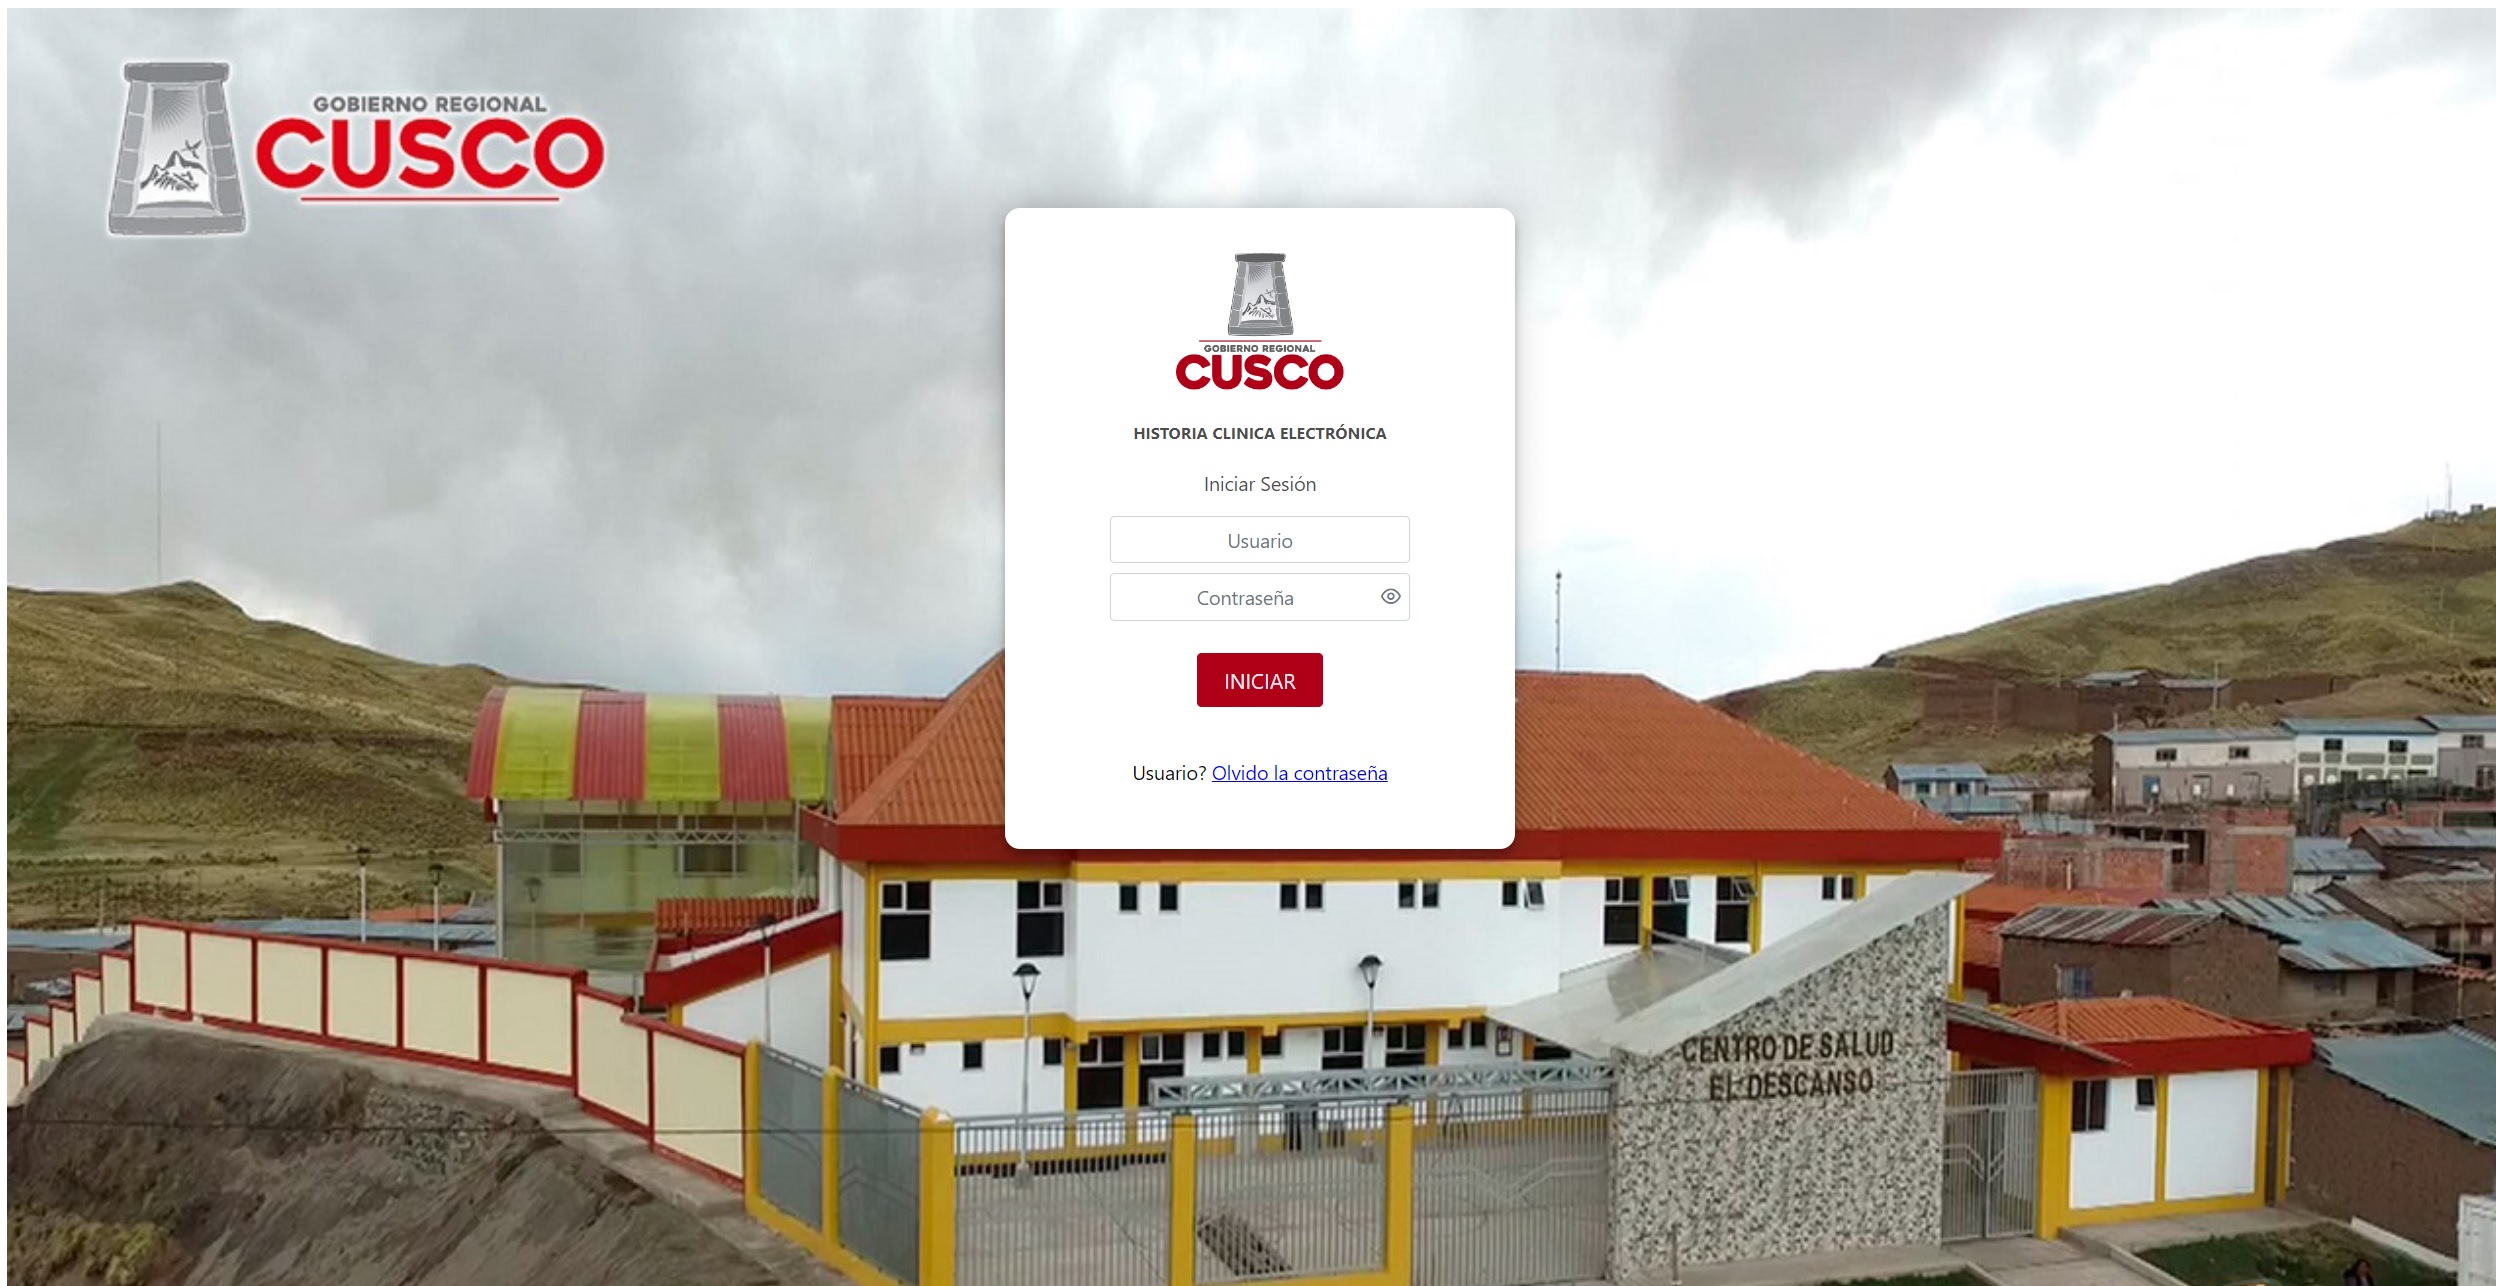 GOBIERNO REGIONAL
CUSCO
GOBIERNO REGIONAL
CUSCO
HISTORIA CLINICA ELECTRÓNICA
Iniciar Sesión
Usuario
Contraseña
INICIAR
Usuario? Olvido la contraseña
CENTRO DE SALUD
EL DESCANSO